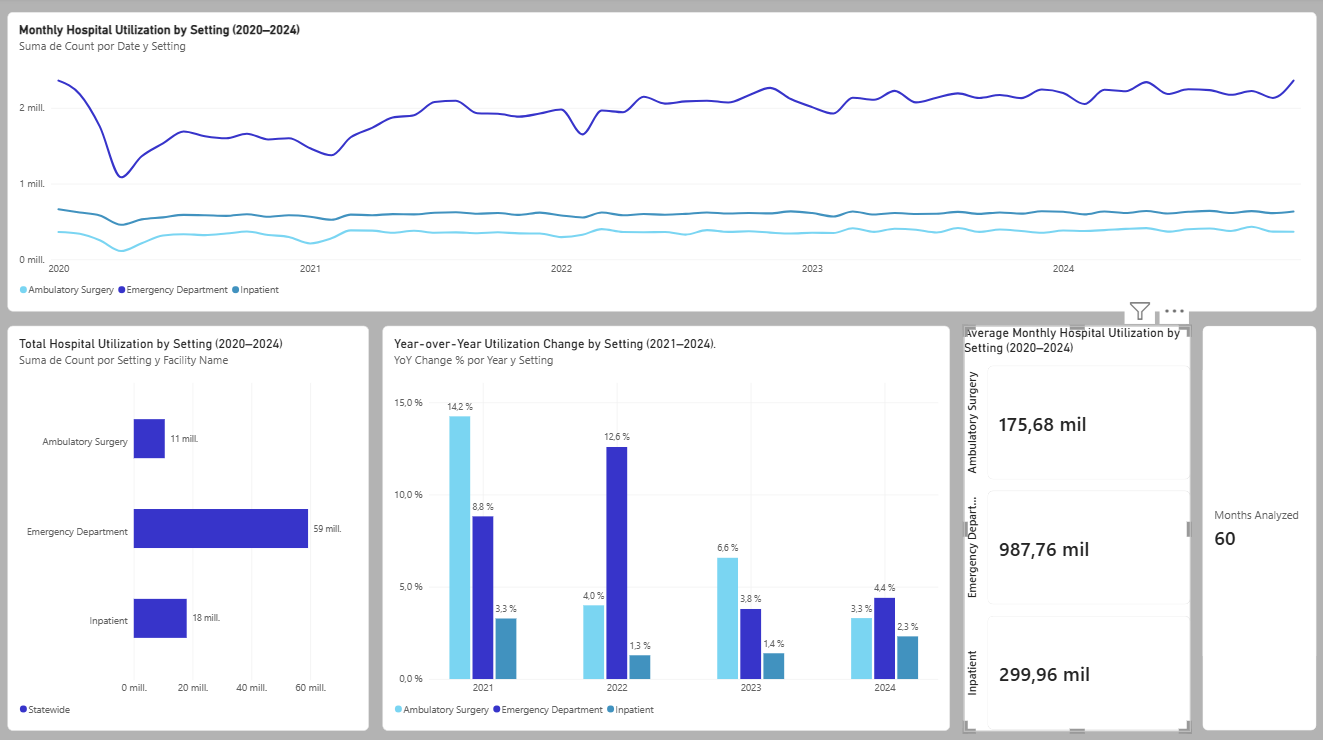 Monthly Hospital Utilization by Setting (2020–2024)
Suma de Count por Date y Setting
2 mill.
1 mill.
0 mill.
2020
2021
2022
2023
2024
Ambulatory Surgery
Emergency Department
Inpatient
Total Hospital Utilization by Setting (2020–2024)
Suma de Count por Setting y Facility Name
Ambulatory Surgery
11 mill.
Emergency Department
59 mill.
Inpatient
18 mill.
0 mill.
20 mill.
40 mill.
60 mill.
Statewide
Year-over-Year Utilization Change by Setting (2021–2024).
YoY Change % por Year y Setting
15,0 %
10,0 %
5,0 %
0,0 %
14,2 %
8,8 %
3,3 %
4,0 %
12,6 %
1,3 %
6,6 %
3,8 %
1,4 %
3,3 %
4,4 %
2,3 %
2021
2022
2023
2024
Ambulatory Surgery
Emergency Department
Inpatient
Average Monthly Hospital Utilization by
Setting (2020–2024)
Ambulatory Surgery
175,68 mil
Emergency Depart...
987,76 mil
Inpatient
299,96 mil
Months Analyzed
60